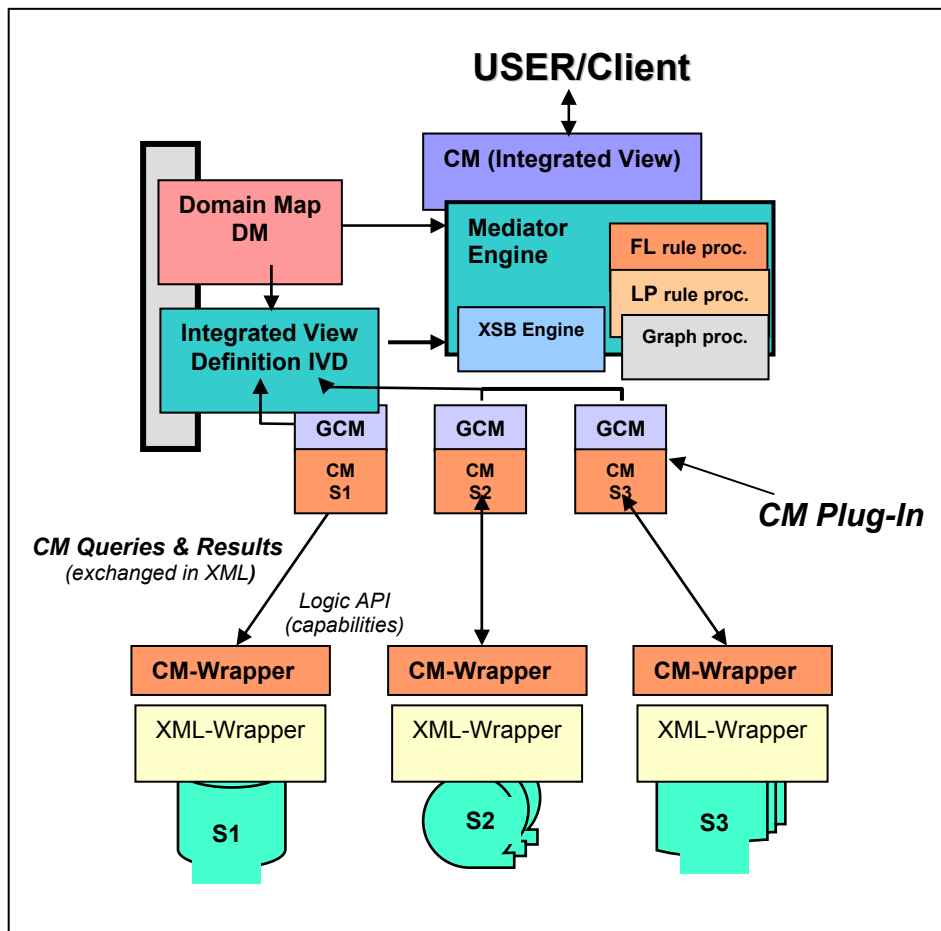 USER/Client
CM (Integrated View)
Domain Map
DM
Mediator
Engine
FL rule proc.
LP rule proc.
XSB Engine
Graph proc.
Integrated View
Definition IVD
GCM
GCM
GCM
CM
S1
CM
S2
CM
S3
CM Plug-In
CM Queries & Results
(exchanged in XML)
Logic API
(capabilities)
CM-Wrapper
CM-Wrapper
CM-Wrapper
XML-Wrapper
XML-Wrapper
XML-Wrapper
S1
S2
S3